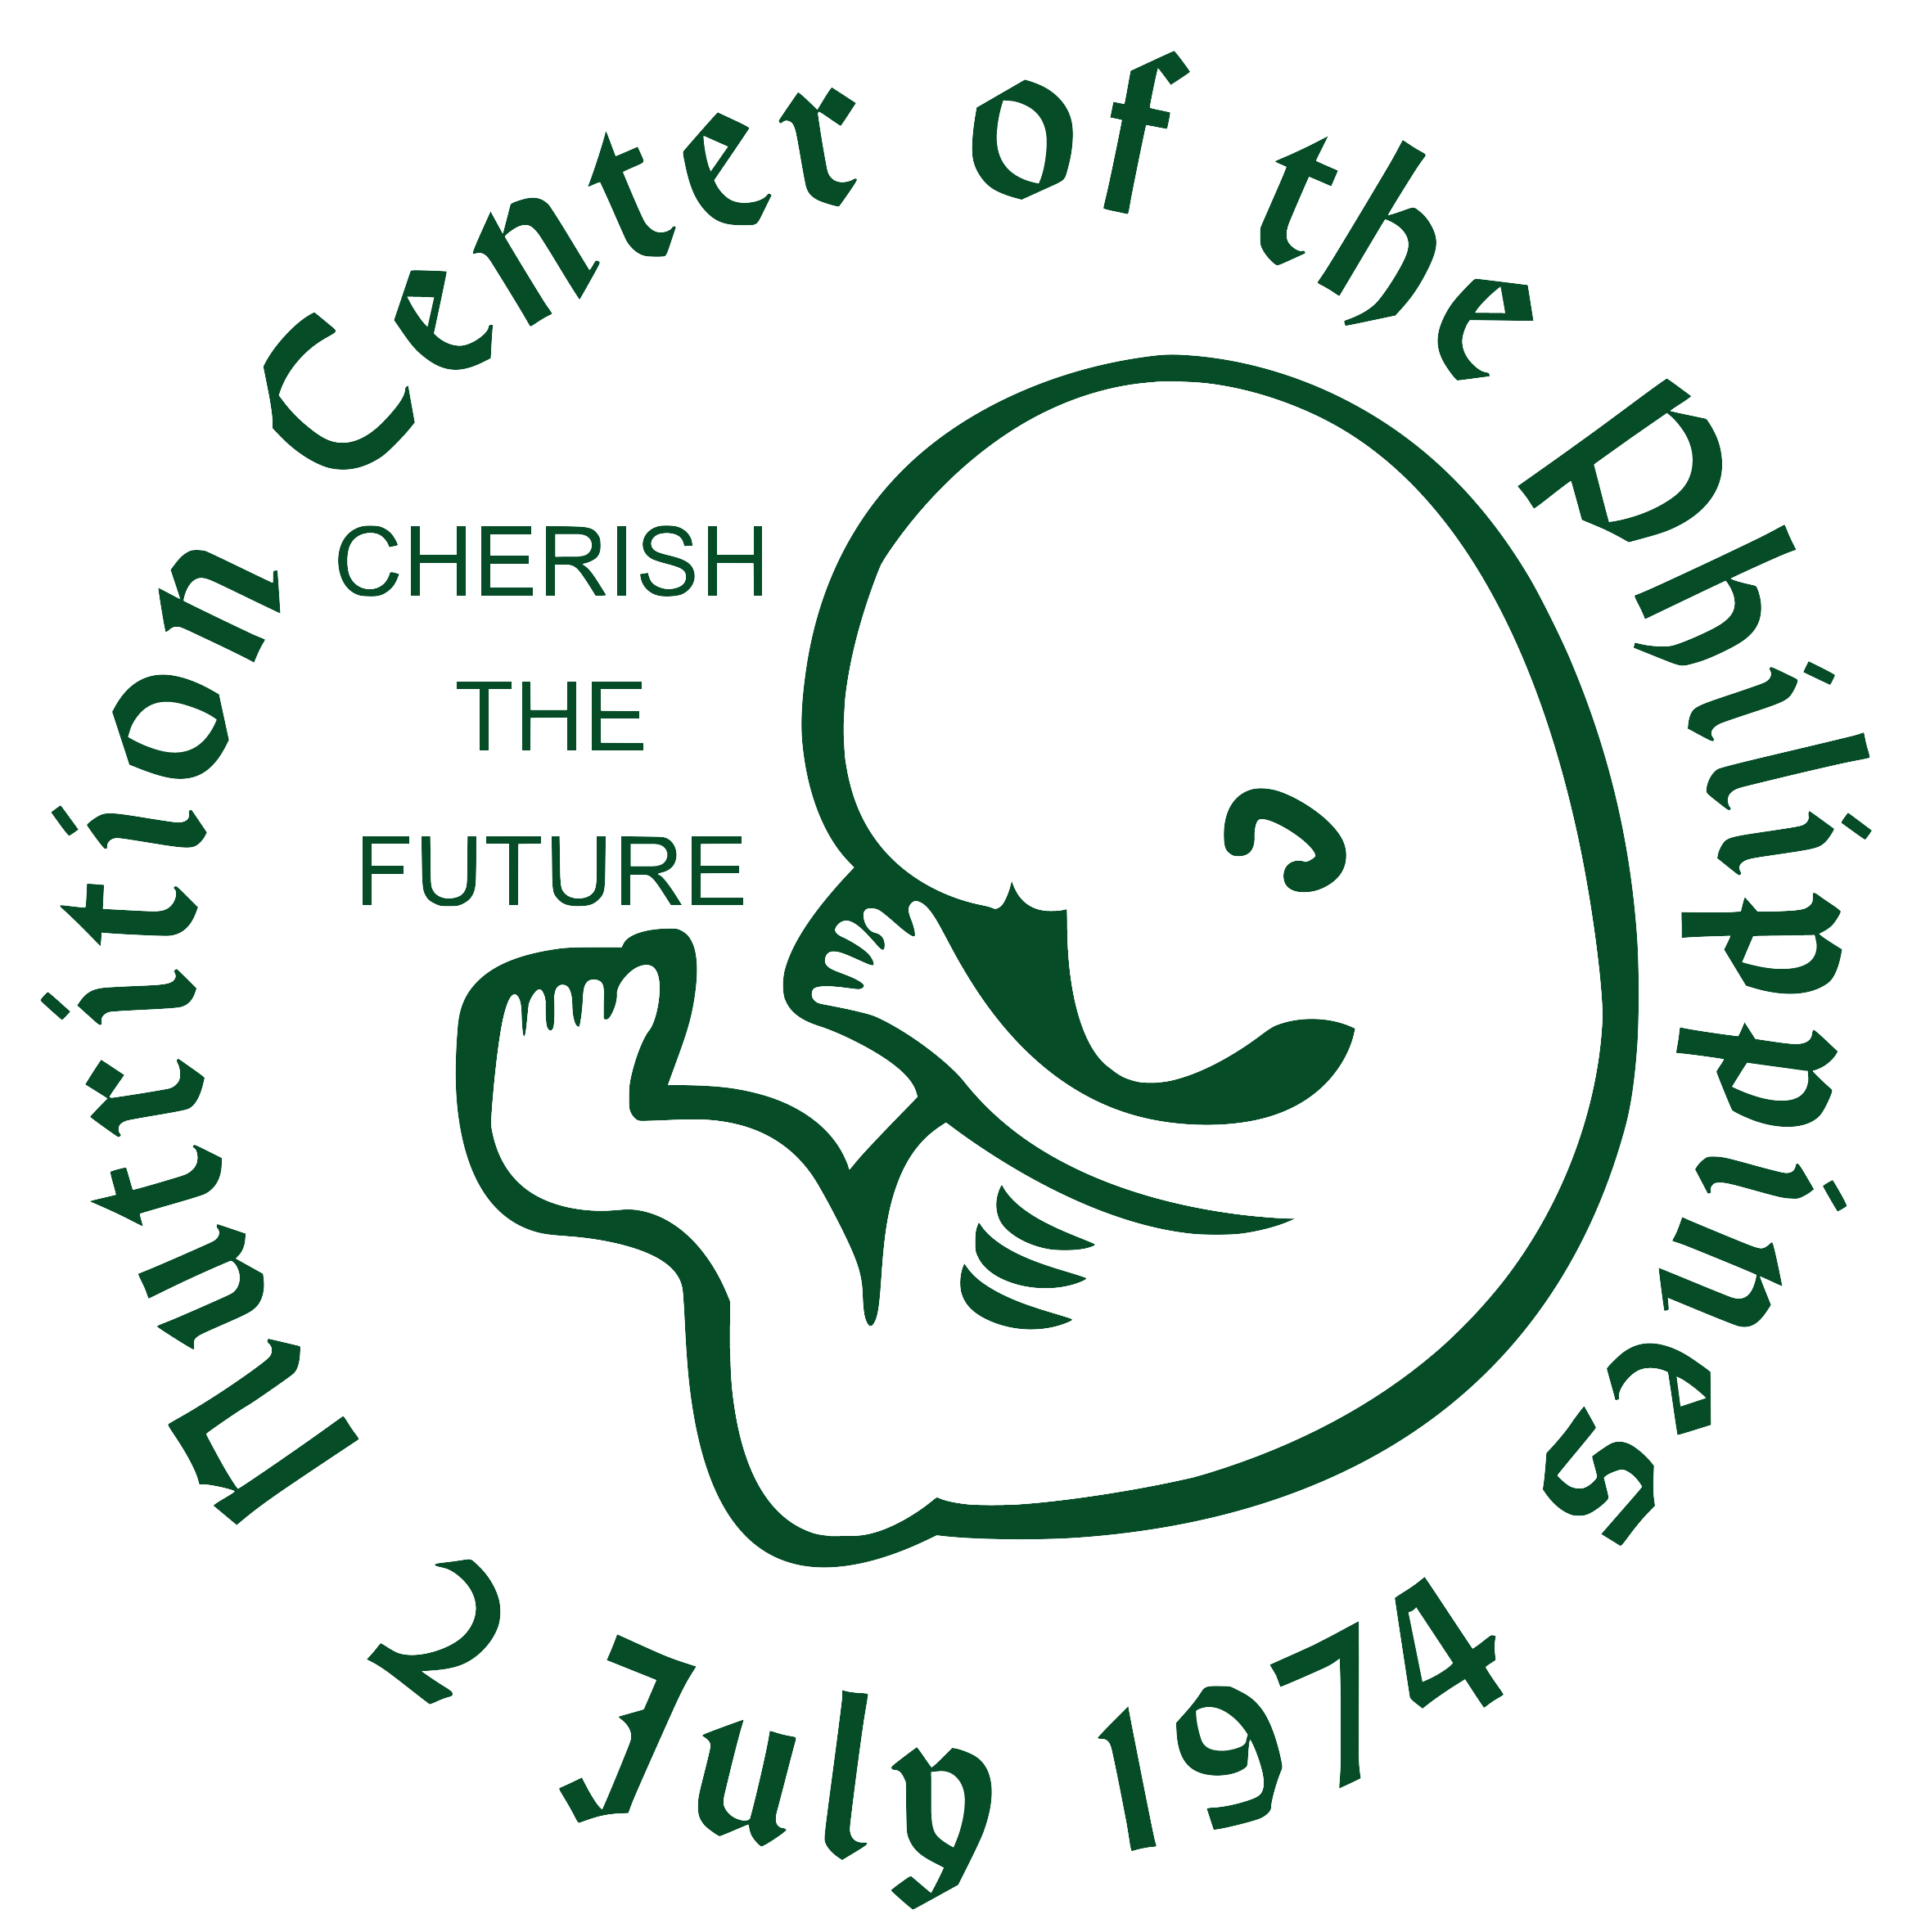 Nutrition Center of the Philippines
CHERISH
THE
FUTURE
2 July 1974